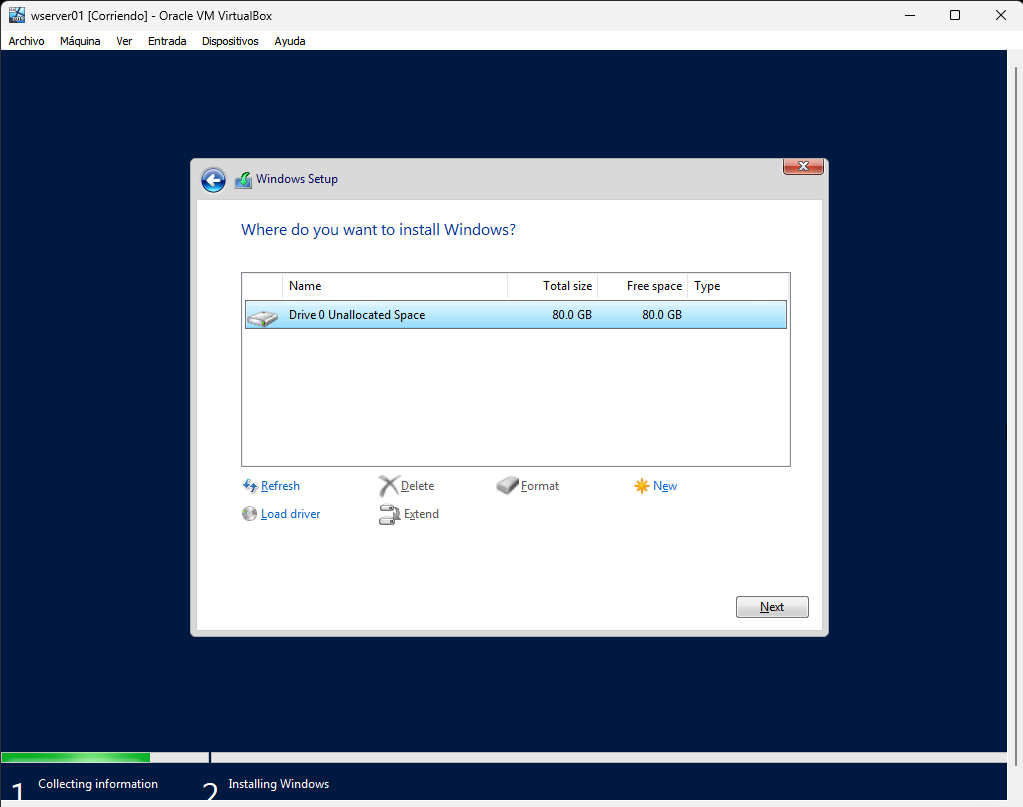 wserver01 [Corriendo] - Oracle VM VirtualBox
Archivo Máquina Ver Entrada Dispositivos Ayuda
Windows Setup
Where do you want to install Windows?
Name Total size Free space Type
Drive 0 Unallocated Space 80.0 GB 80.0 GB
Refresh Delete Format New
Load driver Extend
Next
1 Collecting information 2 Installing Windows